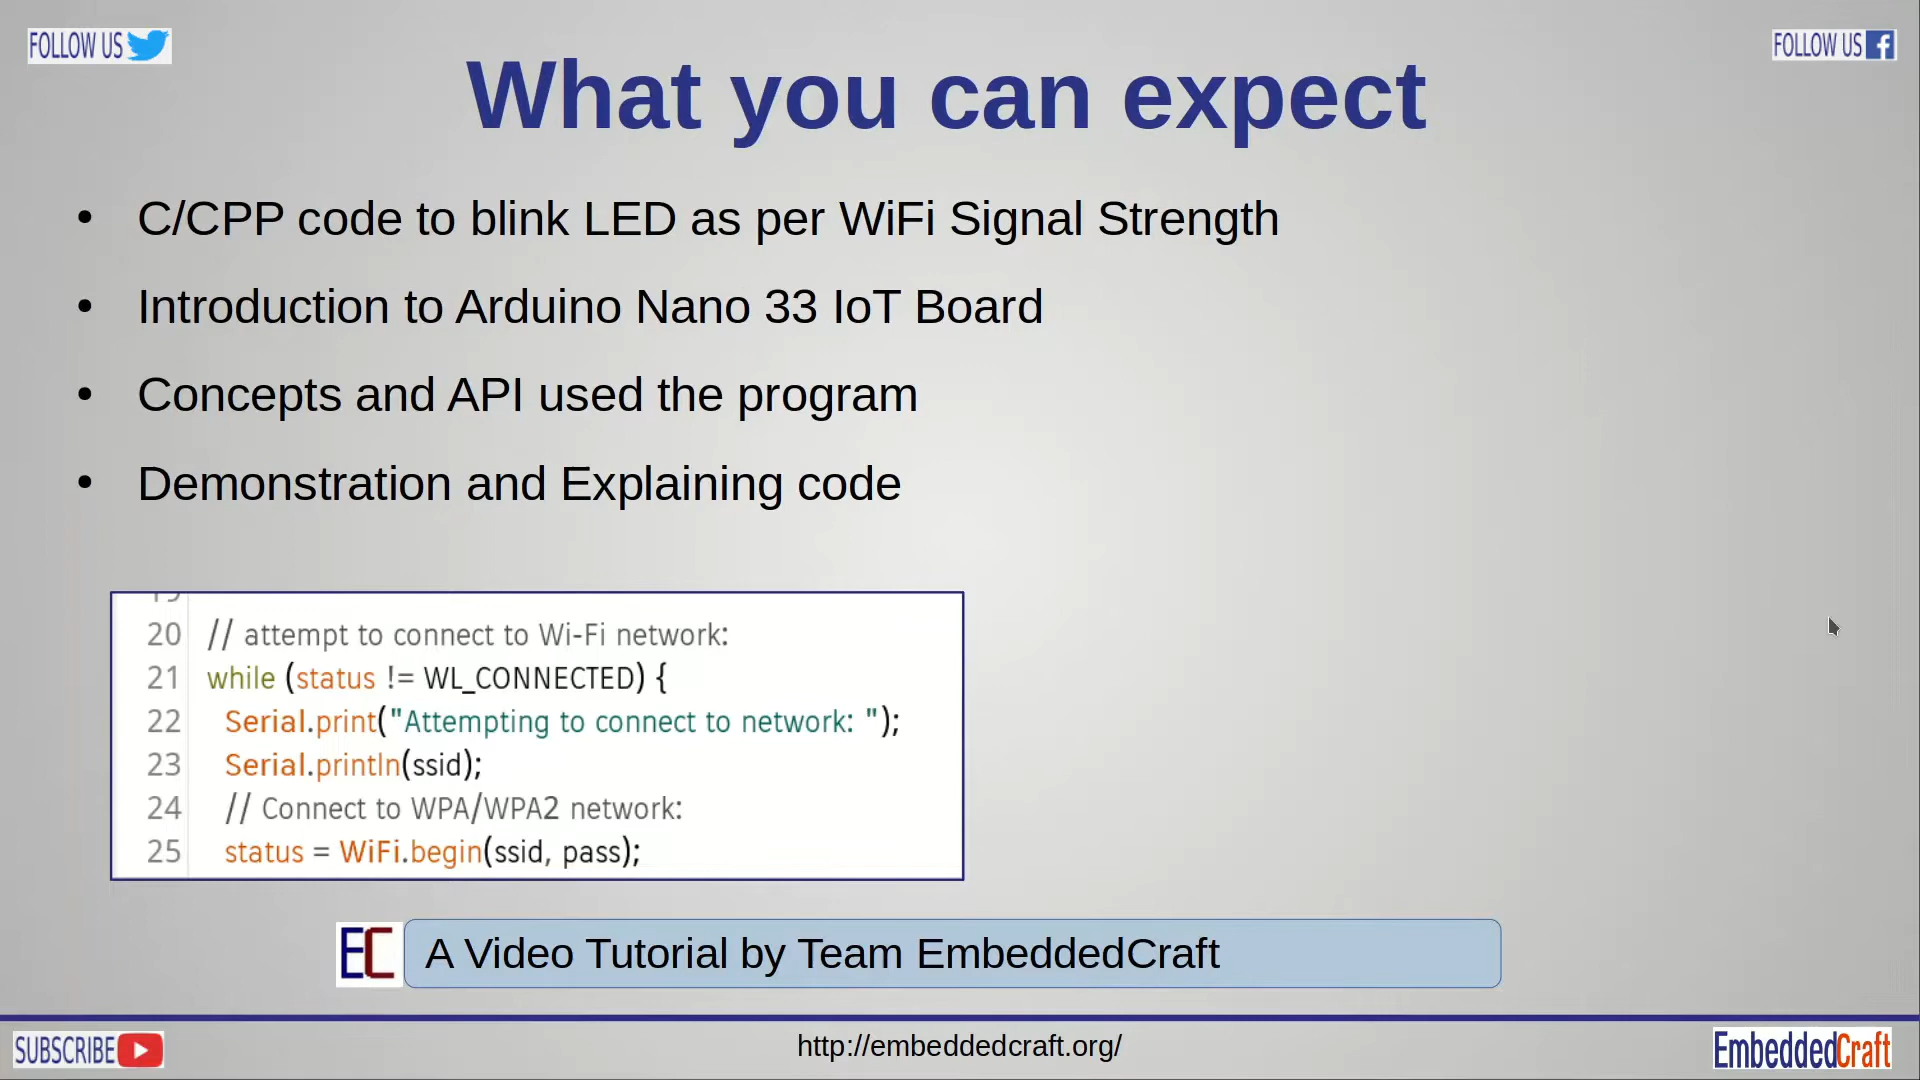 FOLLOW US
FOLLOW US
What you can expect
• C/CPP code to blink LED as per WiFi Signal Strength
• Introduction to Arduino Nano 33 IoT Board
• Concepts and API used the program
• Demonstration and Explaining code
20 // attempt to connect to Wi-Fi network:
21 while (status != WL_CONNECTED) {
22 Serial.print("Attempting to connect to network: ");
23 Serial.println(ssid);
24 // Connect to WPA/WPA2 network:
25 status = WiFi.begin(ssid, pass);
EC A Video Tutorial by Team EmbeddedCraft
SUBSCRIBE
http://embeddedcraft.org/
EmbeddedCraft